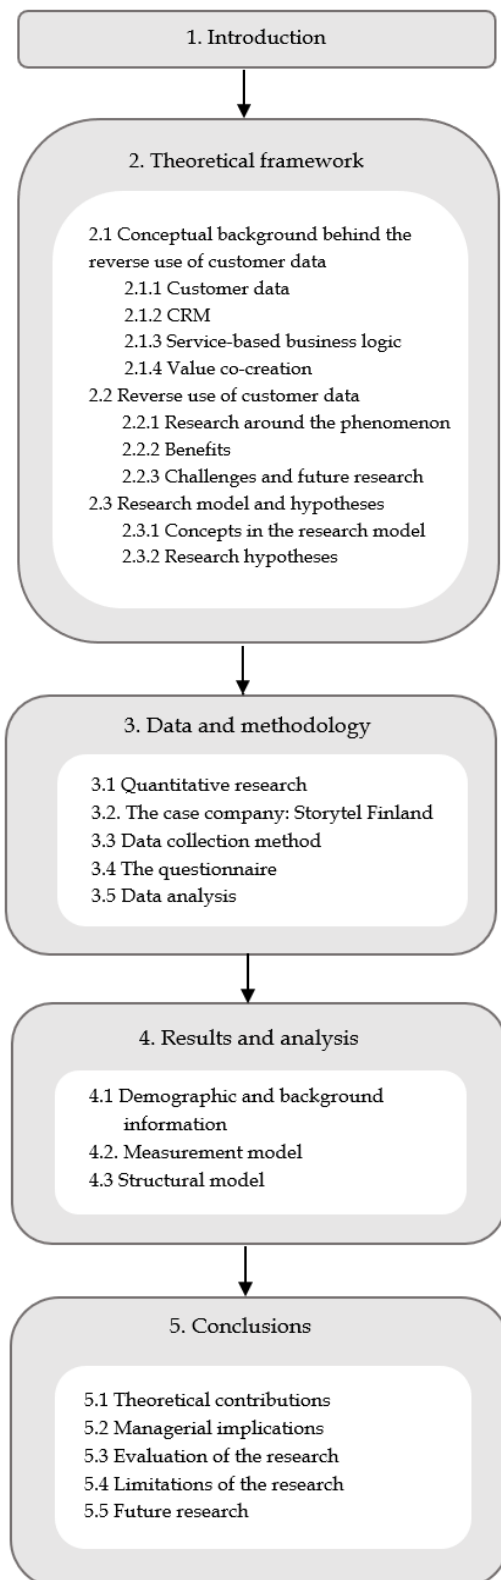 1. Introduction
2. Theoretical framework
2.1 Conceptual background behind the
reverse use of customer data
2.1.1 Customer data
2.1.2 CRM
2.1.3 Service-based business logic
2.1.4 Value co-creation
2.2 Reverse use of customer data
2.2.1 Research around the phenomenon
2.2.2 Benefits
2.2.3 Challenges and future research
2.3 Research model and hypotheses
2.3.1 Concepts in the research model
2.3.2 Research hypotheses
3. Data and methodology
3.1 Quantitative research
3.2. The case company: Storytel Finland
3.3 Data collection method
3.4 The questionnaire
3.5 Data analysis
4. Results and analysis
4.1 Demographic and background
information
4.2. Measurement model
4.3 Structural model
5. Conclusions
5.1 Theoretical contributions
5.2 Managerial implications
5.3 Evaluation of the research
5.4 Limitations of the research
5.5 Future research